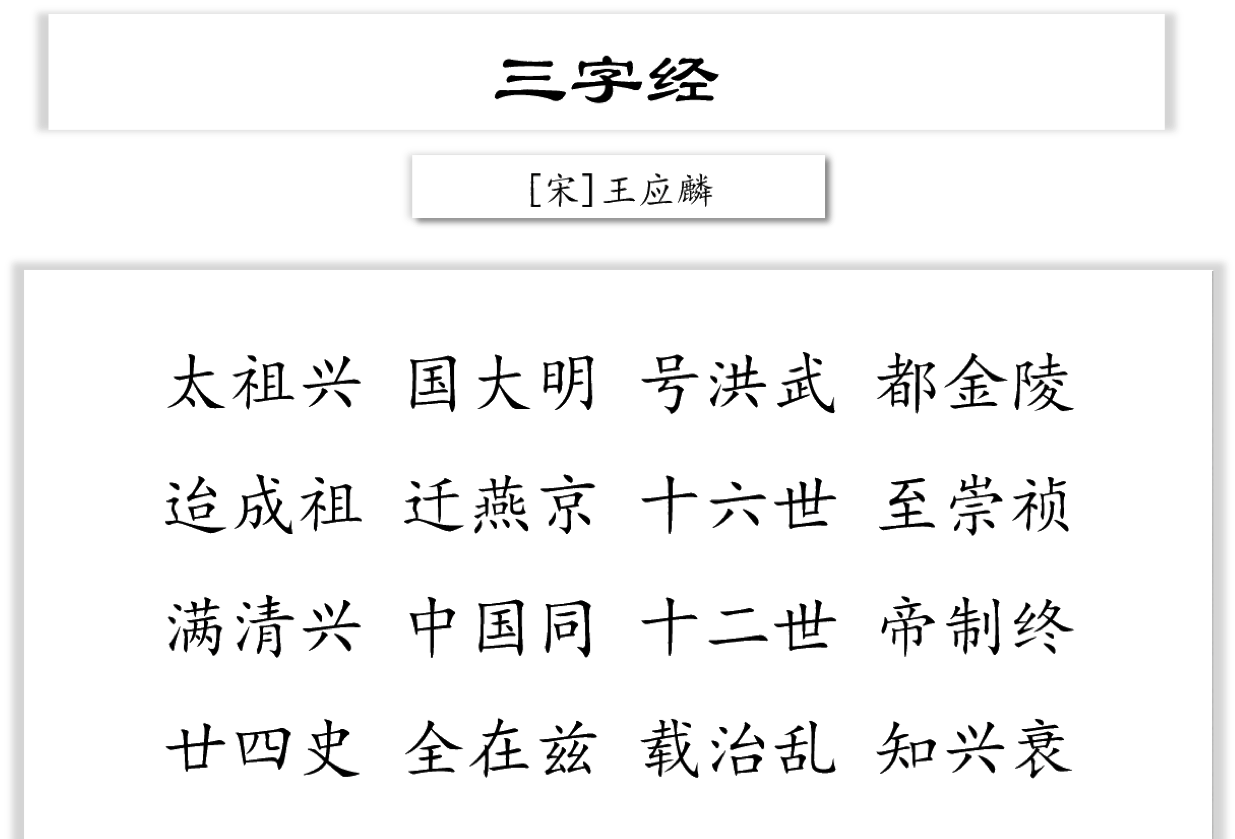 三字经
[宋]王应麟
太祖兴 国大明 号洪武 都金陵
迨成祖 迁燕京 十六世 至崇祯
满清兴 中国同 十二世 帝制终
廿四史 全在兹 载治乱 知兴衰